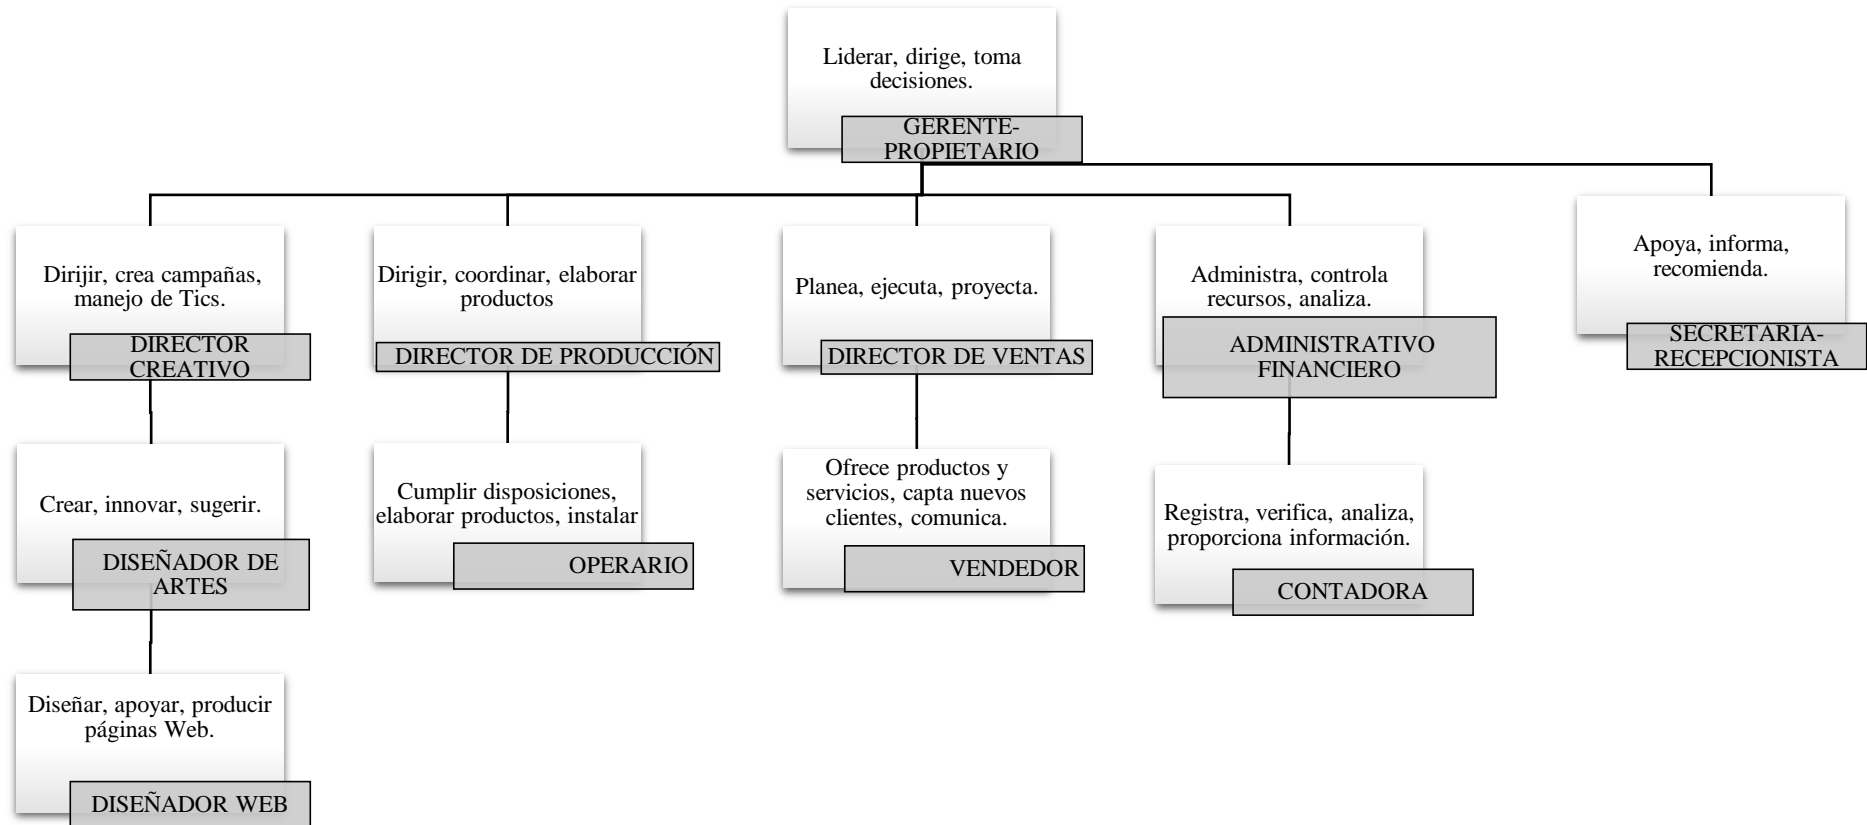 Liderar, dirige, toma
decisiones.
GERENTE-
PROPIETARIO
Dirijir, crea campañas,
manejo de Tics.
DIRECTOR
CREATIVO
Dirigir, coordinar, elaborar
productos
DIRECTOR DE PRODUCCIÓN
Planea, ejecuta, proyecta.
DIRECTOR DE VENTAS
Administra, controla
recursos, analiza.
ADMINISTRATIVO
FINANCIERO
Apoya, informa,
recomienda.
SECRETARIA-
RECEPCIONISTA
Crear, innovar, sugerir.
DISEÑADOR DE
ARTES
Cumplir disposiciones,
elaborar productos, instalar
OPERARIO
Ofrece productos y
servicios, capta nuevos
clientes, comunica.
VENDEDOR
Registra, verifica, analiza,
proporciona información.
CONTADORA
Diseñar, apoyar, producir
páginas Web.
DISEÑADOR WEB